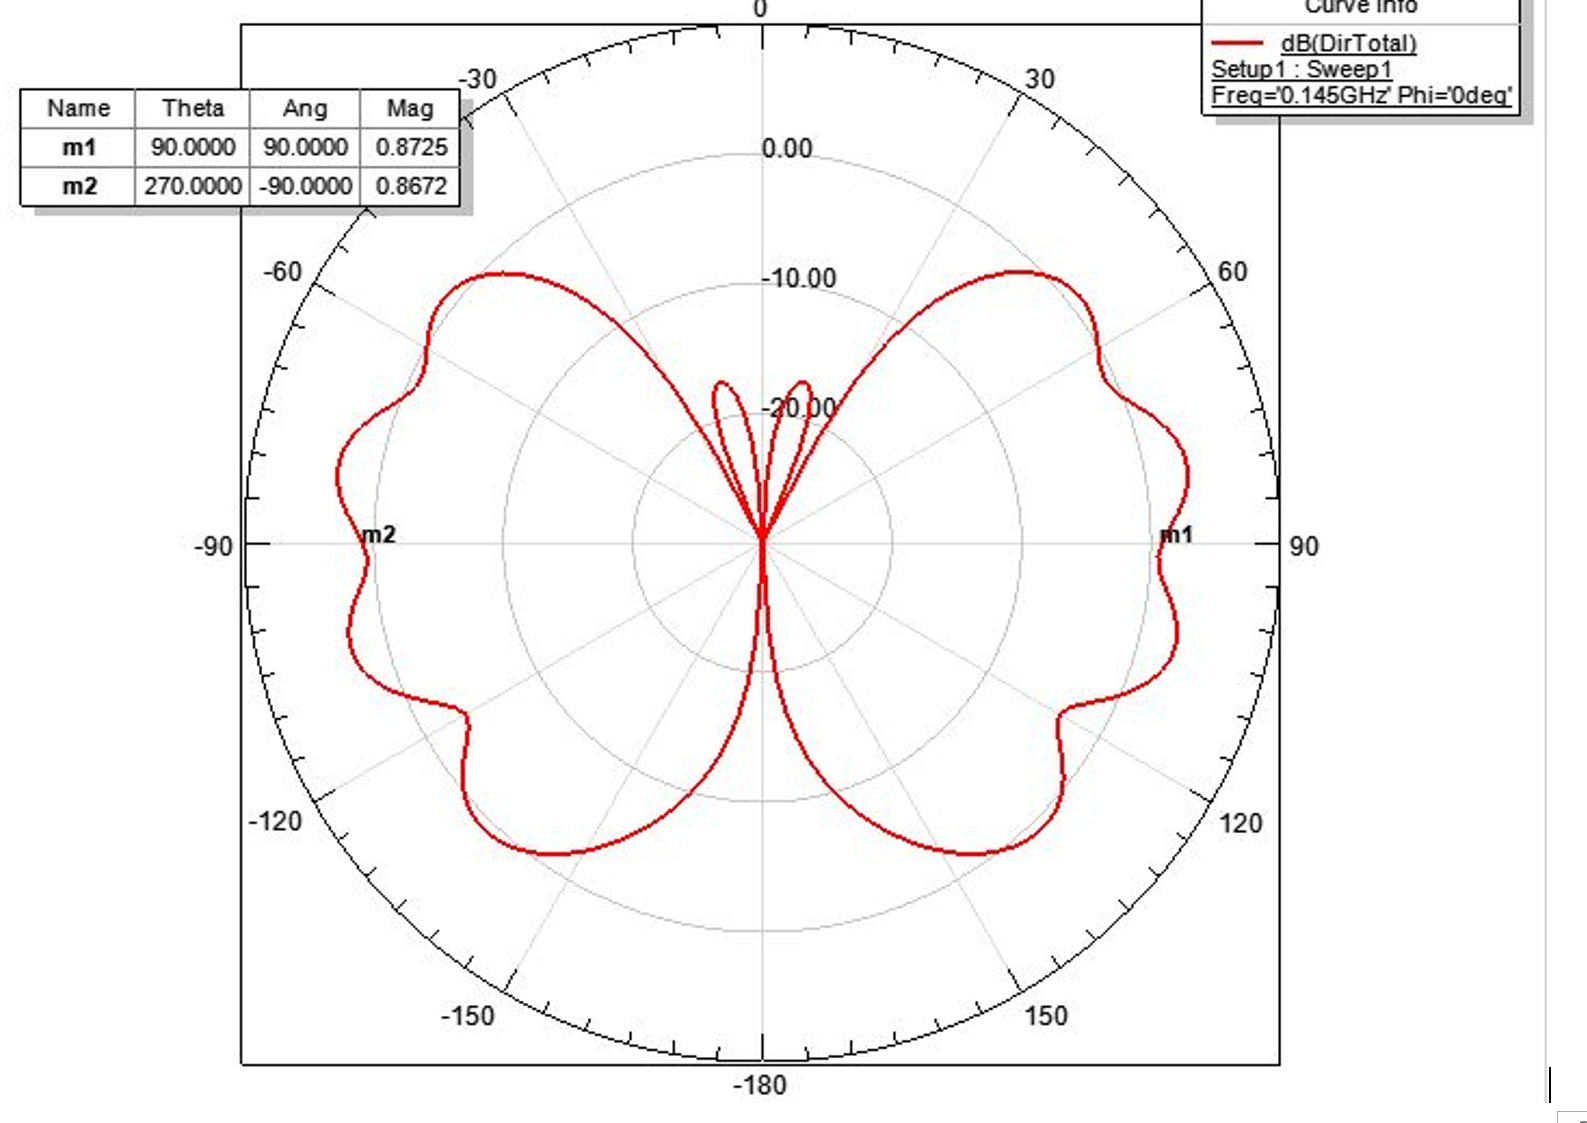 0
Curve Info
dB(DirTotal)
Setup1 : Sweep1
Freq='0.145GHz' Phi='0deg'
-30
30
Name Theta Ang Mag
m1 90.0000 90.0000 0.8725
m2 270.0000 -90.0000 0.8672
0.00
-60
-10.00
60
-20.00
m2
m1
-90
90
-120
120
-150
150
-180